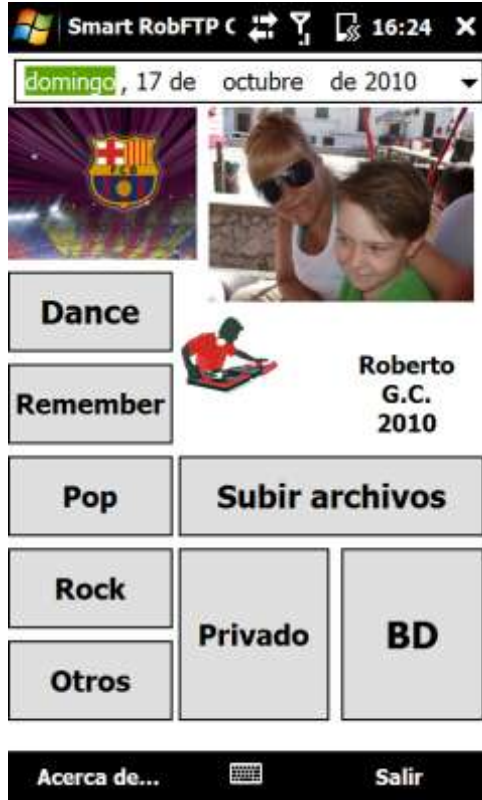 Smart RobFTP C 16:24 X
domingo, 17 de octubre de 2010
Dance
Remember
Roberto
G.C.
2010
Pop
Subir archivos
Rock
Privado
BD
Otros
Acerca de...
Salir